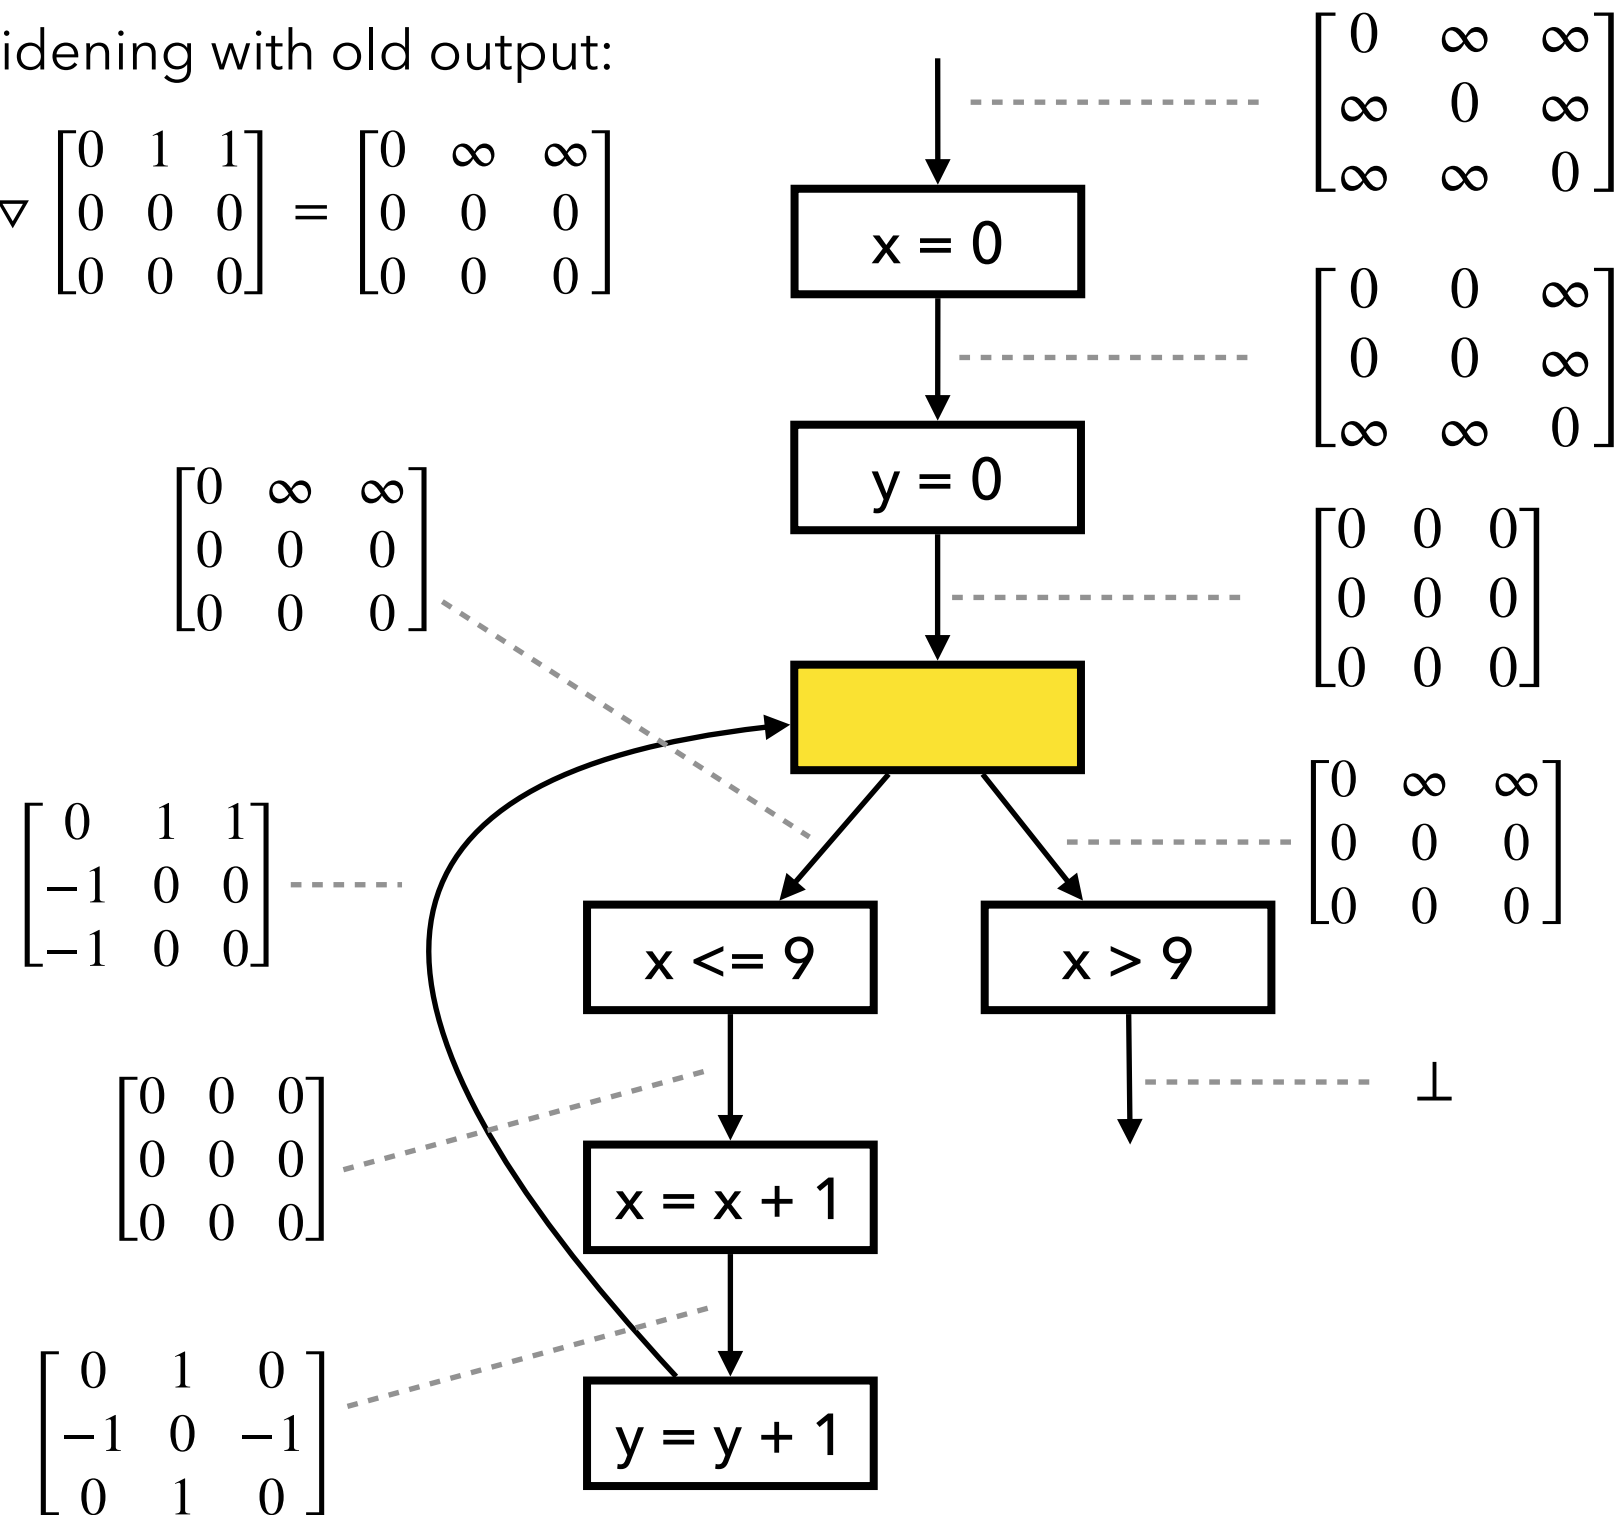 idening with old output:
▽ [0 1 1] = [0 ∞ ∞]
[0 0 0] [0 0 0]
[0 0 0] [0 0 0]
[0 ∞ ∞]
[∞ 0 ∞]
[∞ ∞ 0]
x = 0
[0 0 ∞]
[0 0 ∞]
[∞ ∞ 0]
y = 0
[0 ∞ ∞]
[0 0 0]
[0 0 0]
[0 0 0]
[0 0 0]
[0 0 0]
[0 1 1]
[−1 0 0]
[−1 0 0]
[0 ∞ ∞]
[0 0 0]
[0 0 0]
x <= 9
x > 9
⊥
[0 0 0]
[0 0 0]
[0 0 0]
x = x + 1
[0 1 0]
[−1 0 −1]
[0 1 0]
y = y + 1